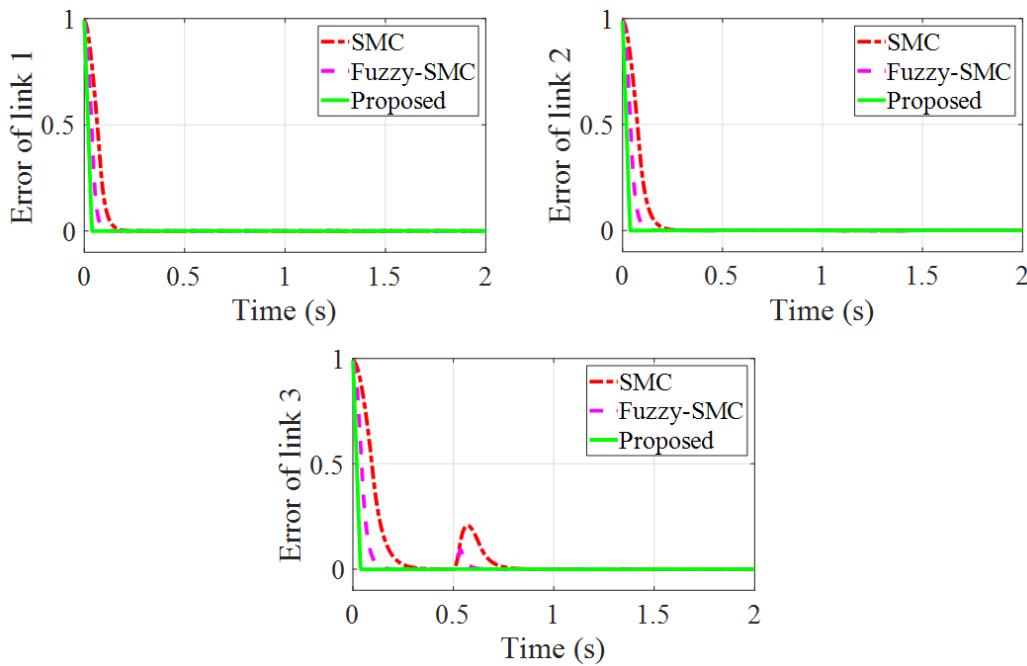 Error of link 1
1
0.5
0
SMC
Fuzzy-SMC
Proposed
0 0.5 1 1.5 2
Time (s)
Error of link 2
1
0.5
0
SMC
Fuzzy-SMC
Proposed
0 0.5 1 1.5 2
Time (s)
Error of link 3
1
0.5
0
SMC
Fuzzy-SMC
Proposed
0 0.5 1 1.5 2
Time (s)